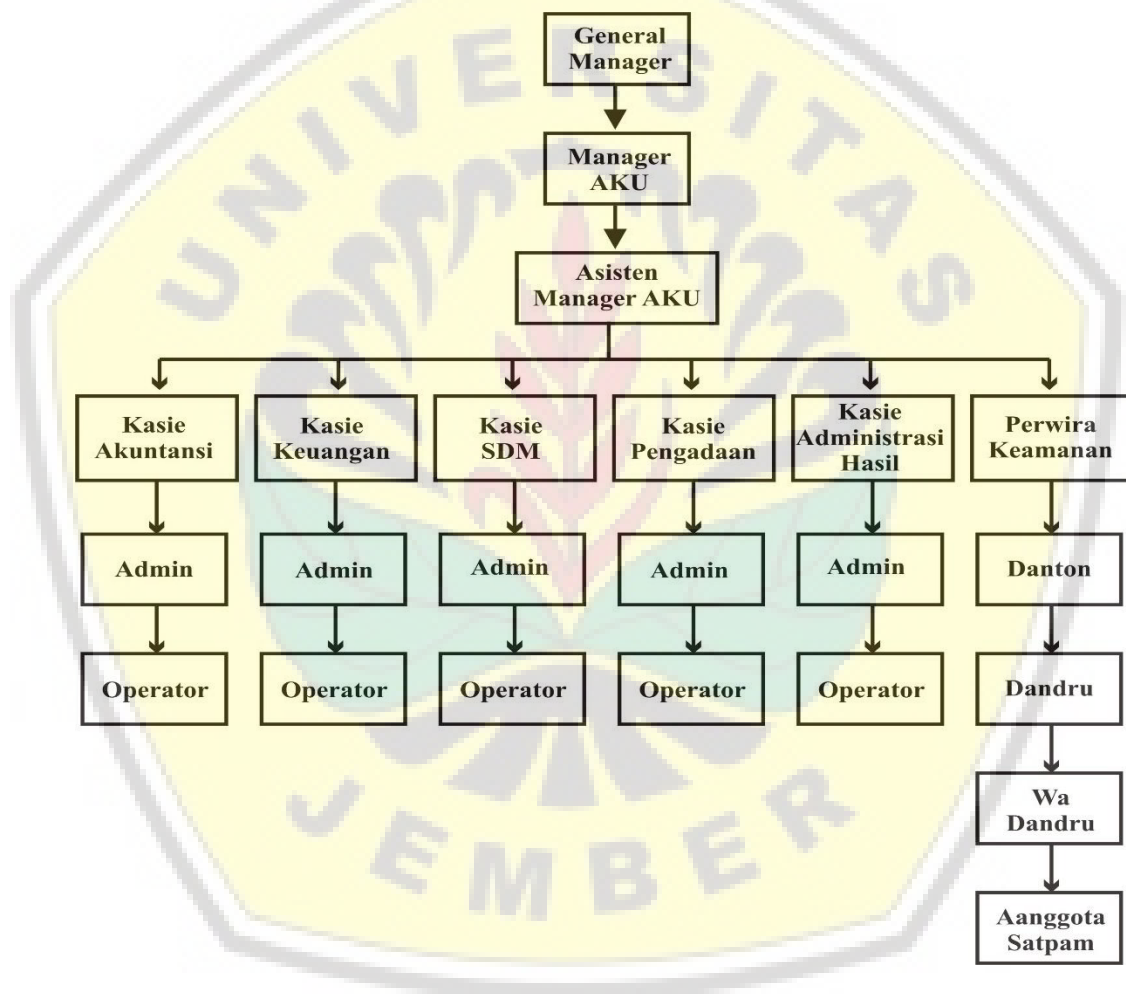 UNIVERSITAS
General
Manager
Manager
AKU
Asisten
Manager AKU
Kasie
Akuntansi
Kasie
Keuangan
Kasie
SDM
Kasie
Pengadaan
Kasie
Administrasi
Hasil
Perwira
Keamanan
Admin
Admin
Admin
Admin
Admin
Danton
Operator
Operator
Operator
Operator
Operator
Dandru
Wa
Dandru
Aanggota
Satpam
JEMBER